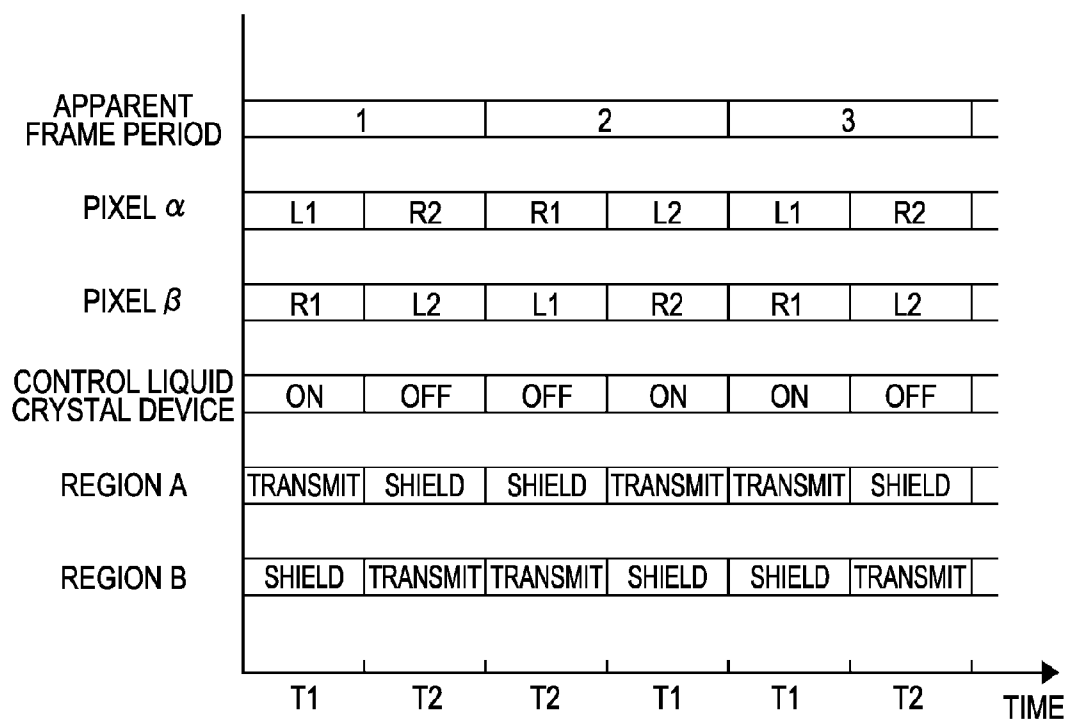 APPARENT
FRAME PERIOD 1 2 3
PIXEL α L1 R2 R1 L2 L1 R2
PIXEL β R1 L2 L1 R2 R1 L2
CONTROL LIQUID
CRYSTAL DEVICE ON OFF OFF ON ON OFF
REGION A TRANSMIT SHIELD SHIELD TRANSMIT TRANSMIT SHIELD
REGION B SHIELD TRANSMIT TRANSMIT SHIELD SHIELD TRANSMIT
T1 T2 T2 T1 T1 T2 TIME